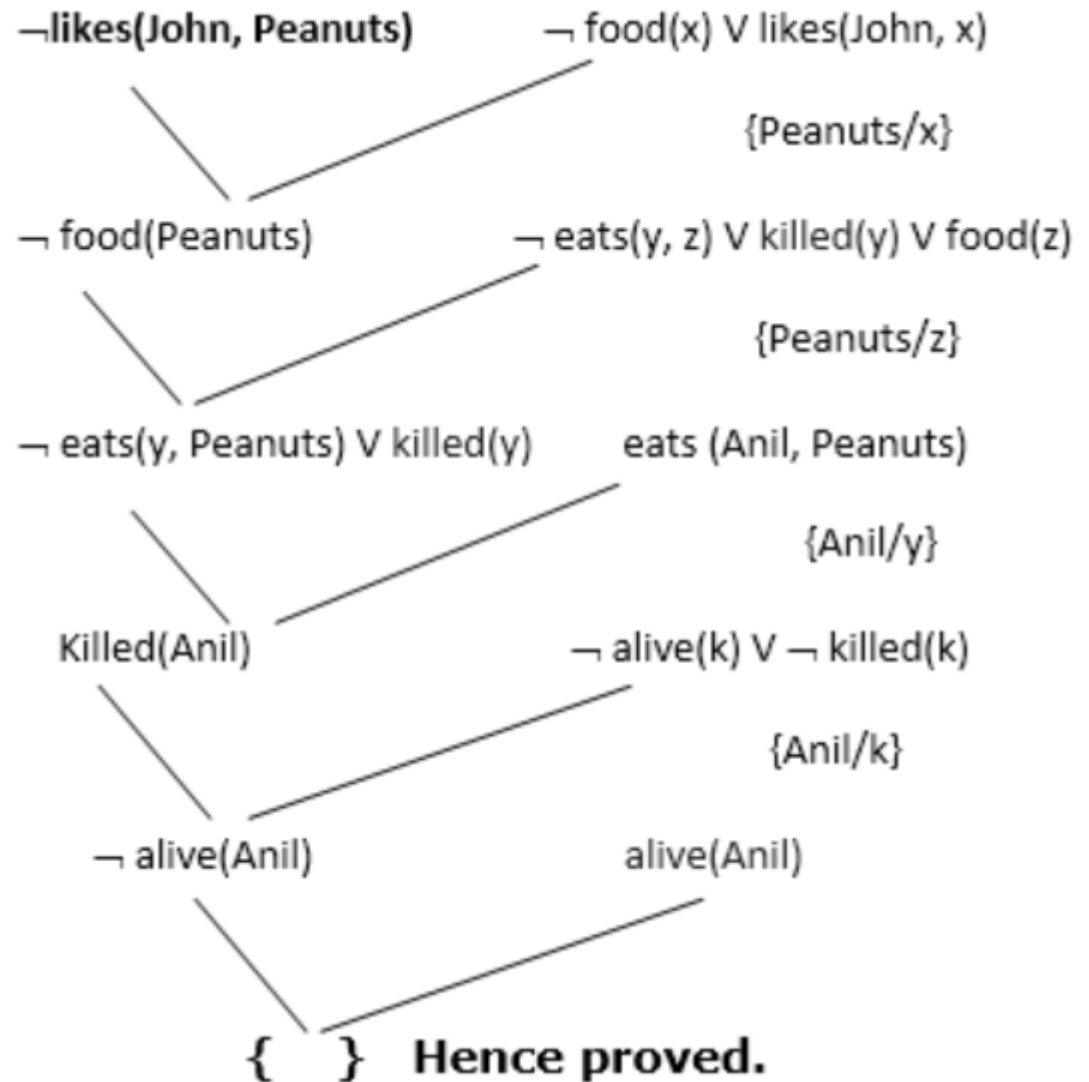 ¬likes(John, Peanuts) ¬ food(x) V likes(John, x)
{Peanuts/x}
¬ food(Peanuts) ¬ eats(y, z) V killed(y) V food(z)
{Peanuts/z}
¬ eats(y, Peanuts) V killed(y) eats (Anil, Peanuts)
{Anil/y}
Killed(Anil) ¬ alive(k) V ¬ killed(k)
{Anil/k}
¬ alive(Anil) alive(Anil)
{ } Hence proved.